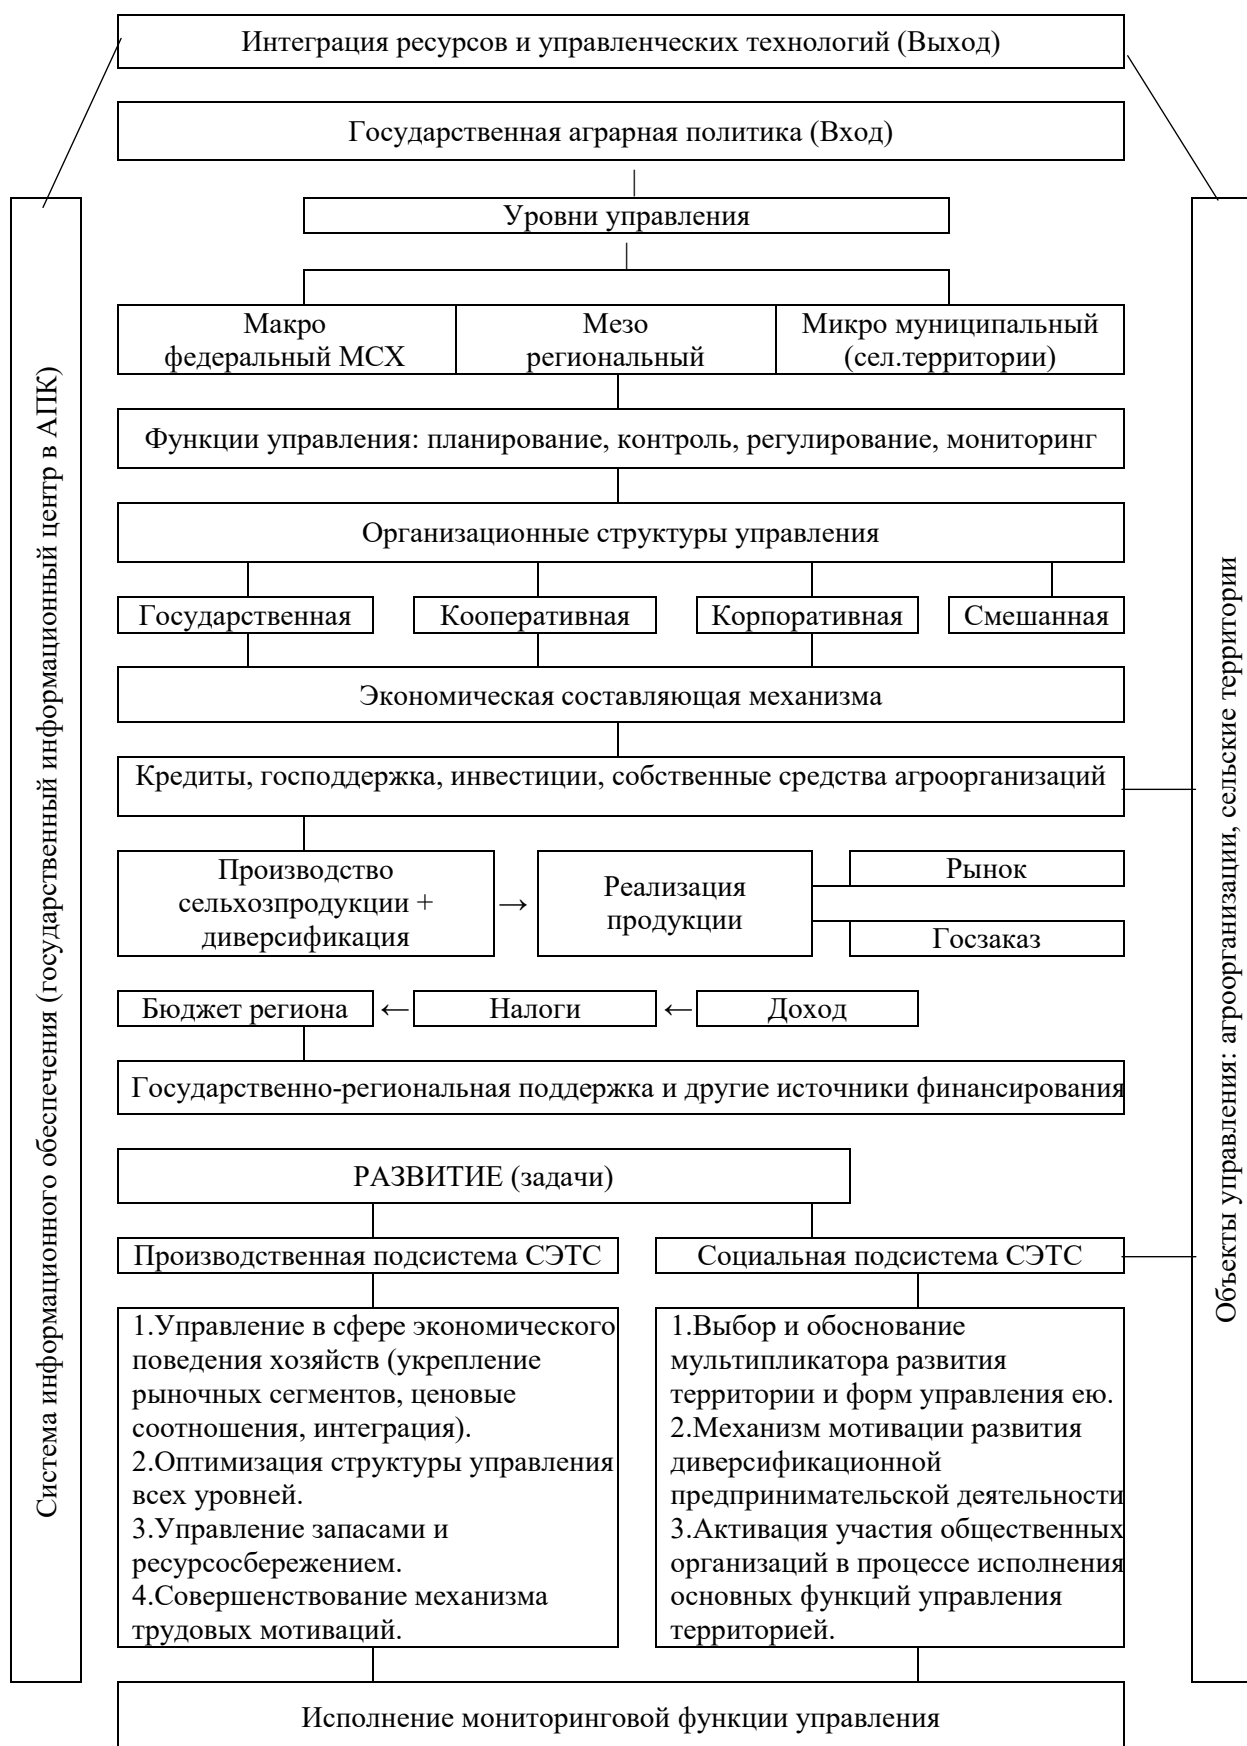 Интеграция ресурсов и управленческих технологий (Выход)
Государственная аграрная политика (Вход)
Уровни управления
Макро
федеральный МСХ
Мезо
региональный
Микро муниципальный
(сел.территории)
Функции управления: планирование, контроль, регулирование, мониторинг
Организационные структуры управления
Государственная
Кооперативная
Корпоративная
Смешанная
Экономическая составляющая механизма
Кредиты, господдержка, инвестиции, собственные средства агроорганизаций
Производство
сельхозпродукции +
диверсификация
→
Реализация
продукции
Рынок
Госзаказ
Бюджет региона
←
Налоги
←
Доход
Государственно-региональная поддержка и другие источники финансирования
РАЗВИТИЕ (задачи)
Производственная подсистема СЭТС
Социальная подсистема СЭТС
1.Управление в сфере экономического
поведения хозяйств (укрепление
рыночных сегментов, ценовые
соотношения, интеграция).
2.Оптимизация структуры управления
всех уровней.
3.Управление запасами и
ресурсосбережением.
4.Совершенствование механизма
трудовых мотиваций.
1.Выбор и обоснование
мультипликатора развития
территории и форм управления ею.
2.Механизм мотивации развития
диверсификационной
предпринимательской деятельности
3.Активация участия общественных
организаций в процессе исполнения
основных функций управления
территорией.
Исполнение мониторинговой функции управления
Система информационного обеспечения (государственный информационный центр в АПК)
Объекты управления: агроорганизации, сельские территории